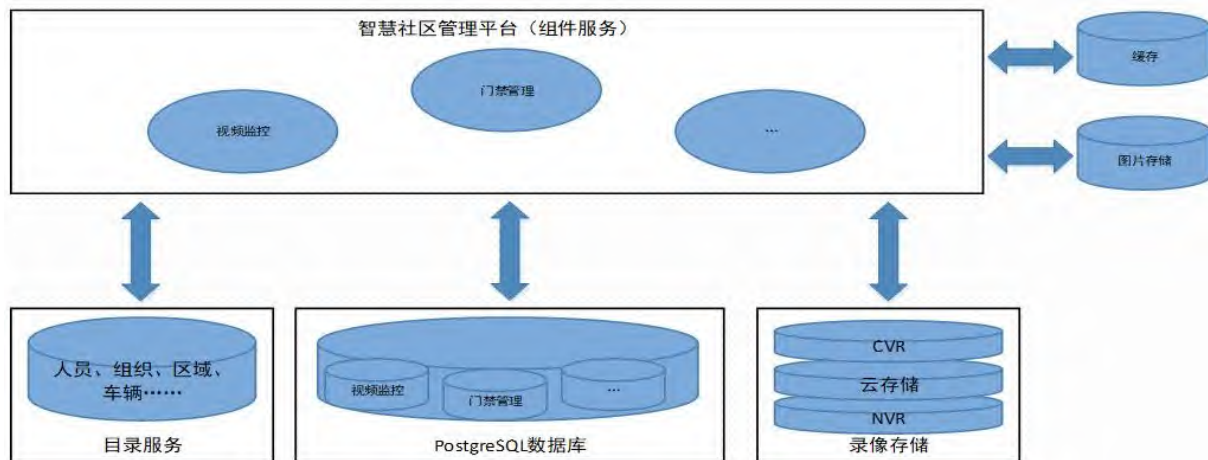 智慧社区管理平台（组件服务）
视频监控
门禁管理
...
缓存
图片存储
人员、组织、区域、
车辆……
目录服务
视频监控
门禁管理
...
PostgreSQL数据库
CVR
云存储
NVR
录像存储